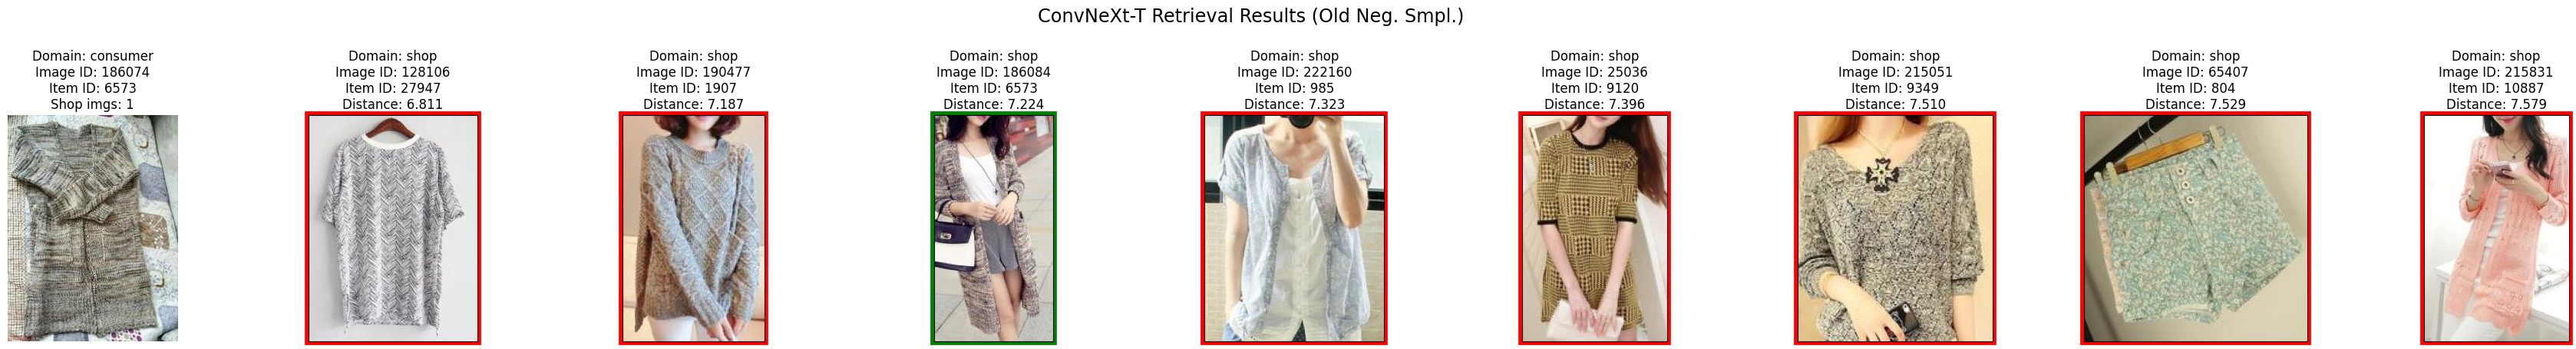 ConvNeXt-T Retrieval Results (Old Neg. Smpl.)
Domain: consumer
Image ID: 186074
Item ID: 6573
Shop imgs: 1
Domain: shop
Image ID: 128106
Item ID: 27947
Distance: 6.811
Domain: shop
Image ID: 190477
Item ID: 1907
Distance: 7.187
Domain: shop
Image ID: 186084
Item ID: 6573
Distance: 7.224
Domain: shop
Image ID: 222160
Item ID: 985
Distance: 7.323
Domain: shop
Image ID: 25036
Item ID: 9120
Distance: 7.396
Domain: shop
Image ID: 215051
Item ID: 9349
Distance: 7.510
Domain: shop
Image ID: 65407
Item ID: 804
Distance: 7.529
Domain: shop
Image ID: 215831
Item ID: 10887
Distance: 7.579